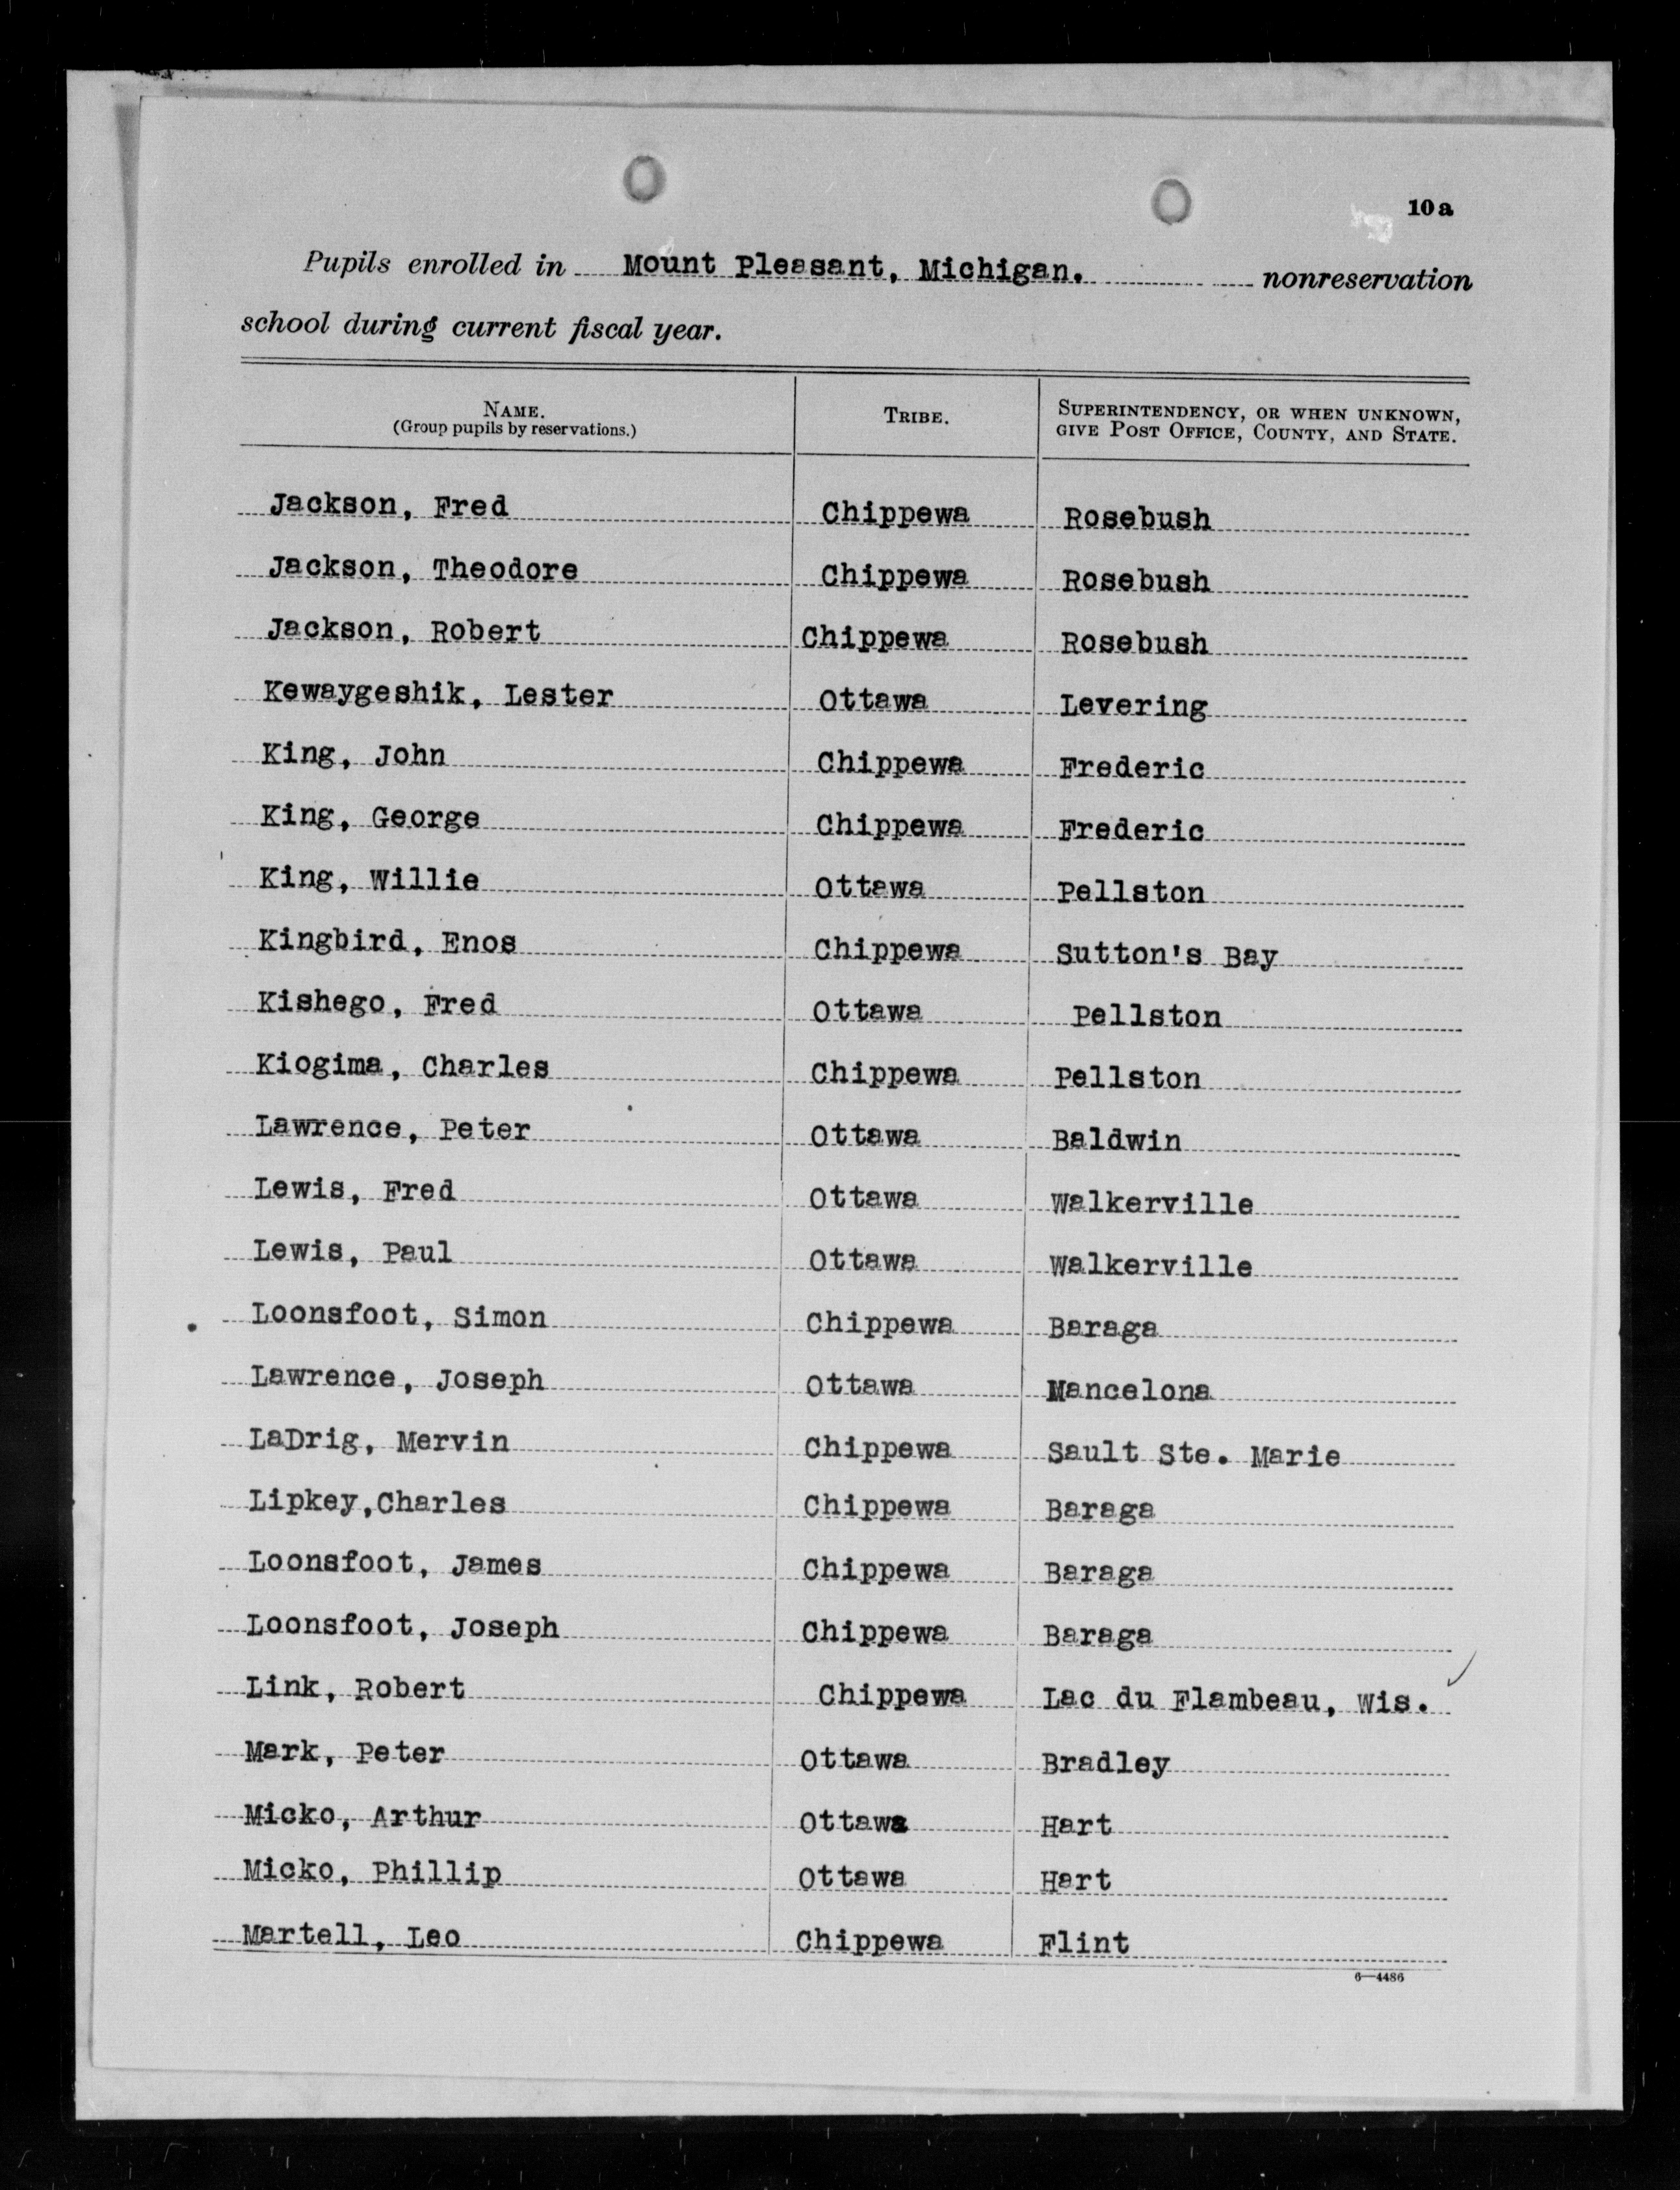 10a
Pupils enrolled in Mount Pleasant, Michigan. nonreservation
school during current fiscal year.
NAME. (Group pupils by reservations.) TRIBE. SUPERINTENDENCY, OR WHEN UNKNOWN, GIVE POST OFFICE, COUNTY, AND STATE.
Jackson, Fred Chippewa Rosebush
Jackson, Theodore Chippewa Rosebush
Jackson, Robert Chippewa Rosebush
Kewaygeshik, Lester Ottawa Levering
King, John Chippewa Frederic
King, George Chippewa Frederic
King, Willie Ottawa Pellston
Kingbird, Enos Chippewa Sutton's Bay
Kishego, Fred Ottawa Pellston
Kiogima, Charles Chippewa Pellston
Lawrence, Peter Ottawa Baldwin
Lewis, Fred Ottawa Walkerville
Lewis, Paul Ottawa Walkerville
Loonsfoot, Simon Chippewa Baraga
Lawrence, Joseph Ottawa Mancelona
LaDrig, Mervin Chippewa Sault Ste. Marie
Lipkey,Charles Chippewa Baraga
Loonsfoot, James Chippewa Baraga
Loonsfoot, Joseph Chippewa Baraga
Link, Robert Chippewa Lac du Flambeau, Wis.
Mark, Peter Ottawa Bradley
Micko, Arthur Ottawa Hart
Micko, Phillip Ottawa Hart
Martell, Leo Chippewa Flint
6—4486